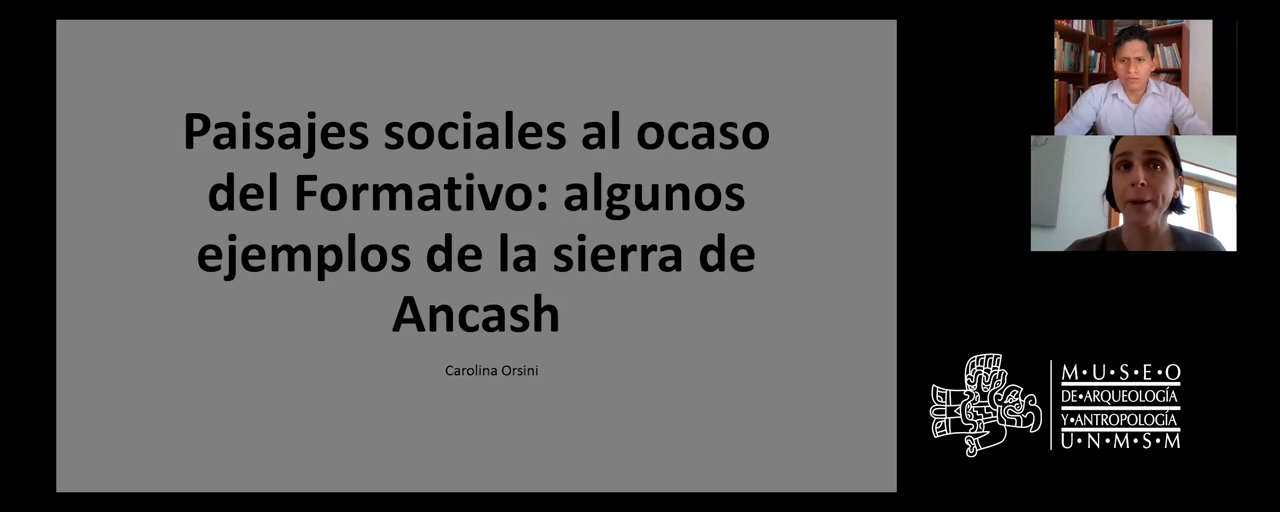 Paisajes sociales al ocaso
del Formativo: algunos
ejemplos de la sierra de
Ancash
Carolina Orsini
M•U•S•E•O
DE•ARQUEOLOGÍA
Y•ANTROPOLOGÍA
U•N•M•S•M